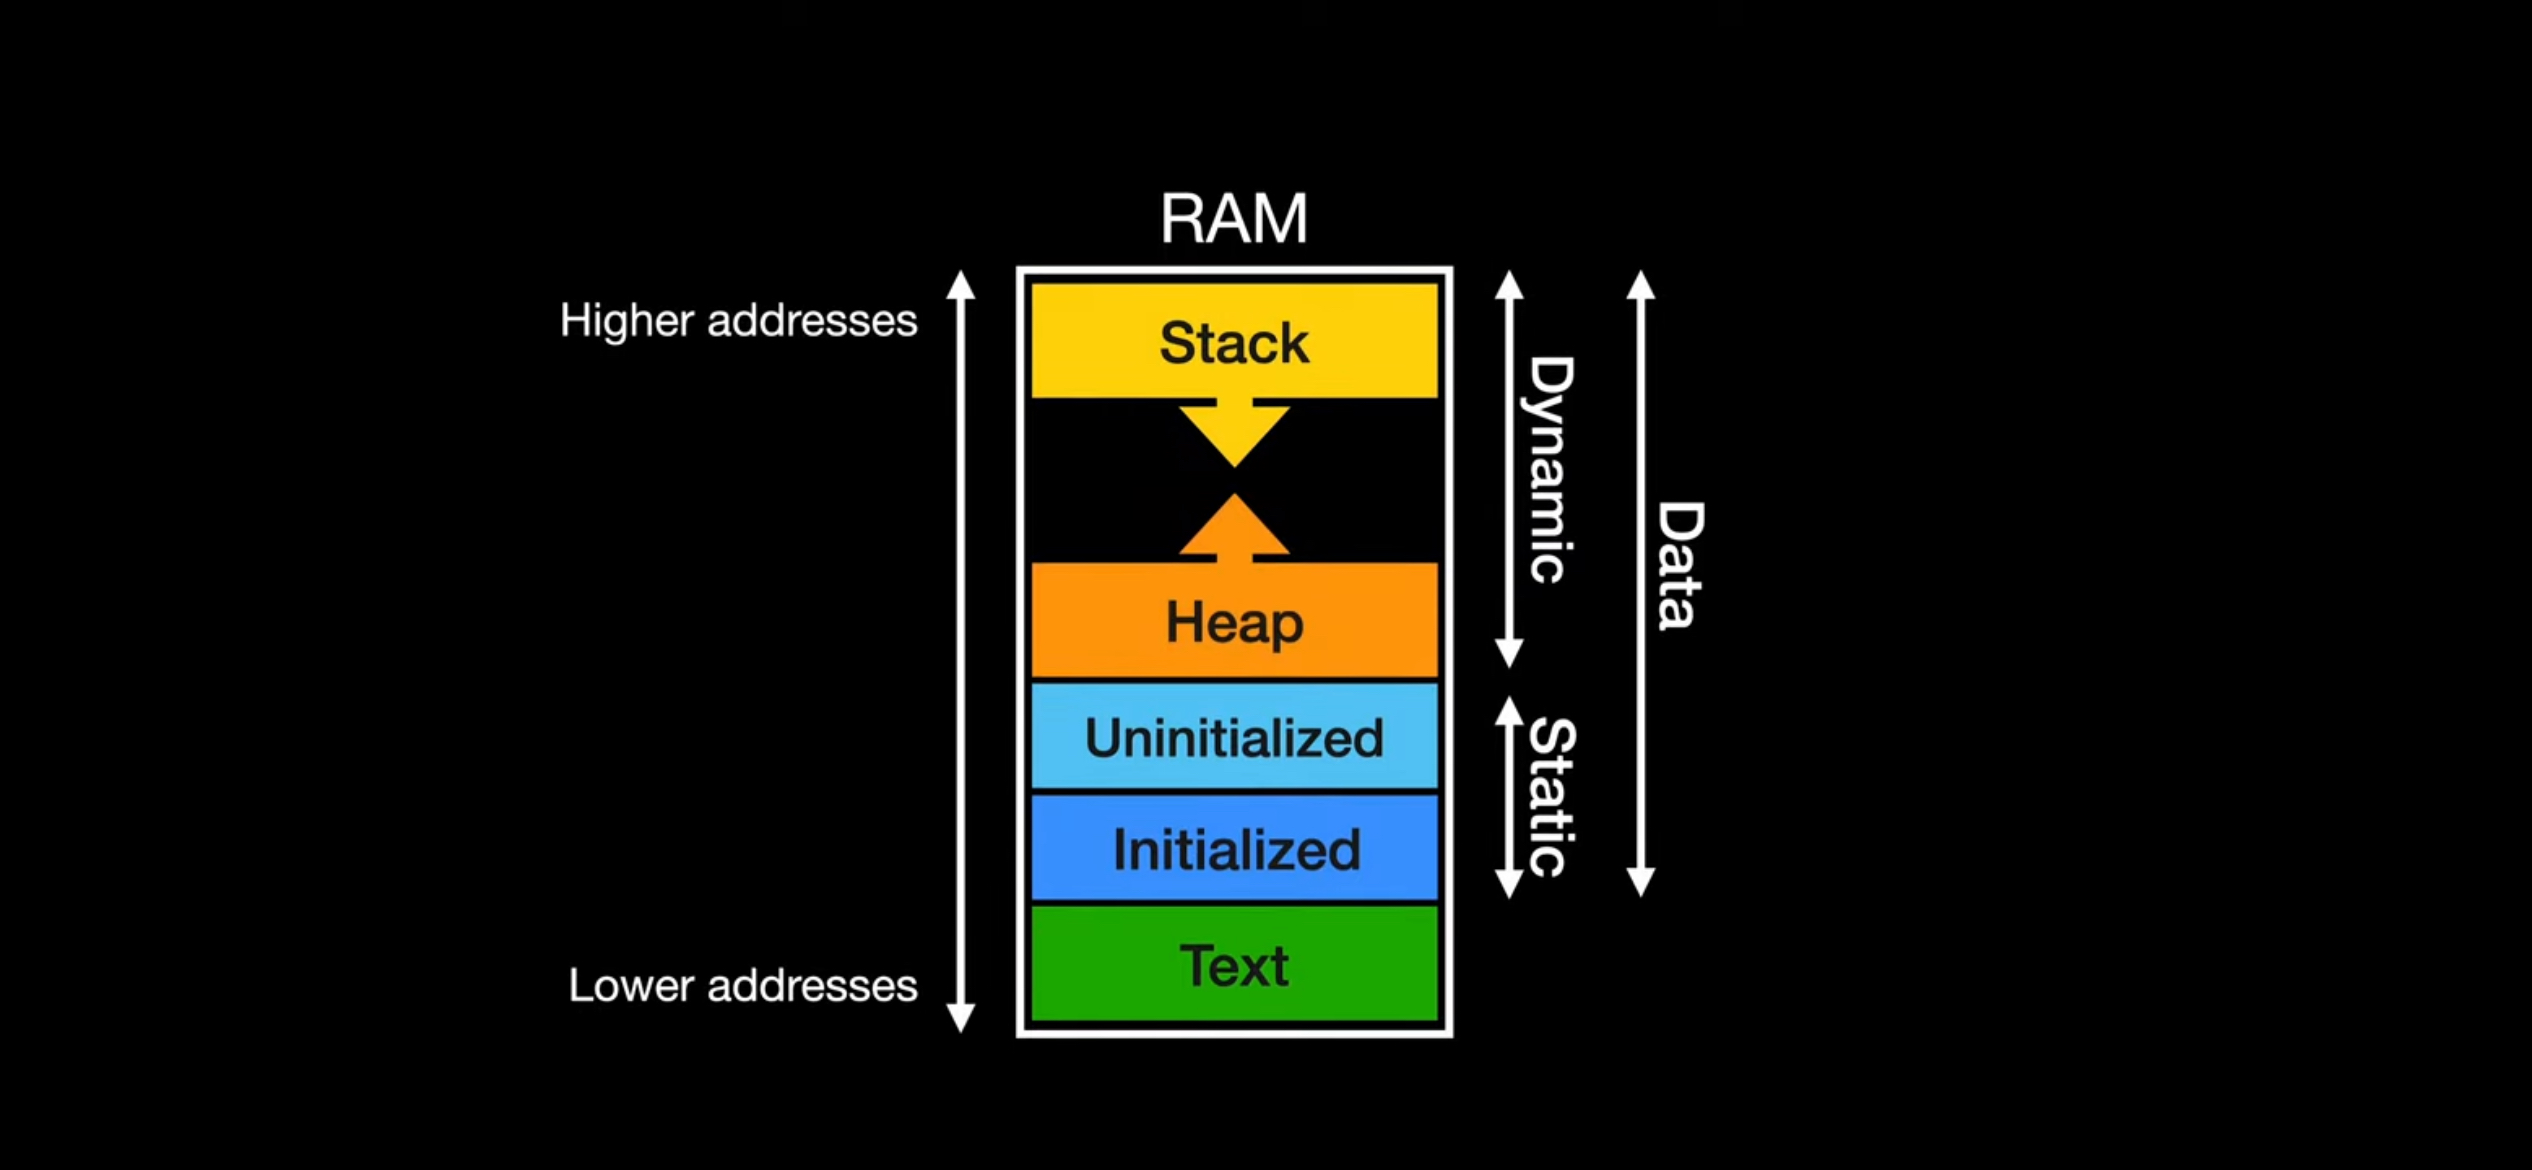 RAM
Higher addresses
Stack
Heap
Uninitialized
Initialized
Text
Lower addresses
Dynamic
Static
Data